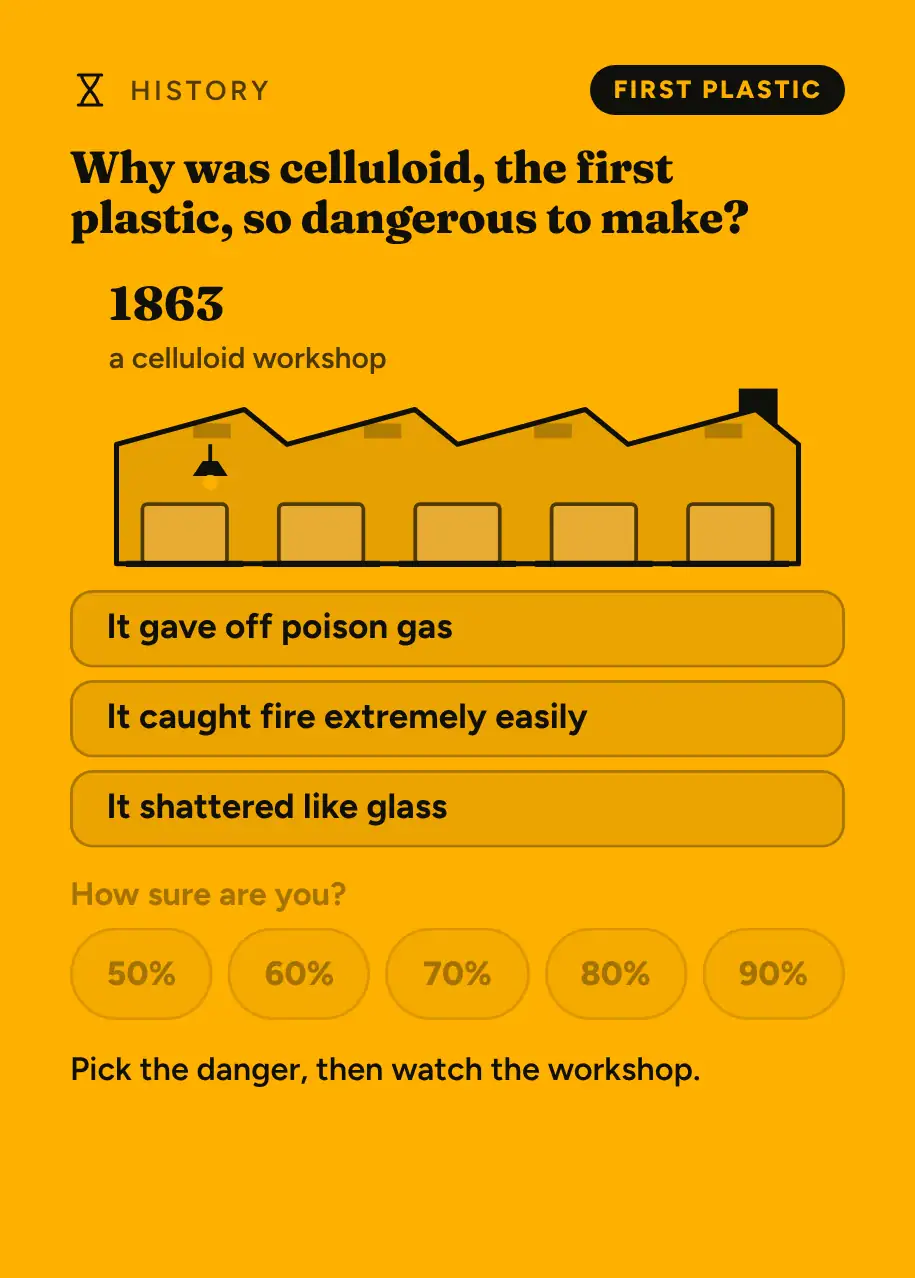 HISTORY
FIRST PLASTIC
Why was celluloid, the first
plastic, so dangerous to make?
1863
a celluloid workshop
It gave off poison gas
It caught fire extremely easily
It shattered like glass
How sure are you?
50% 60% 70% 80% 90%
Pick the danger, then watch the workshop.